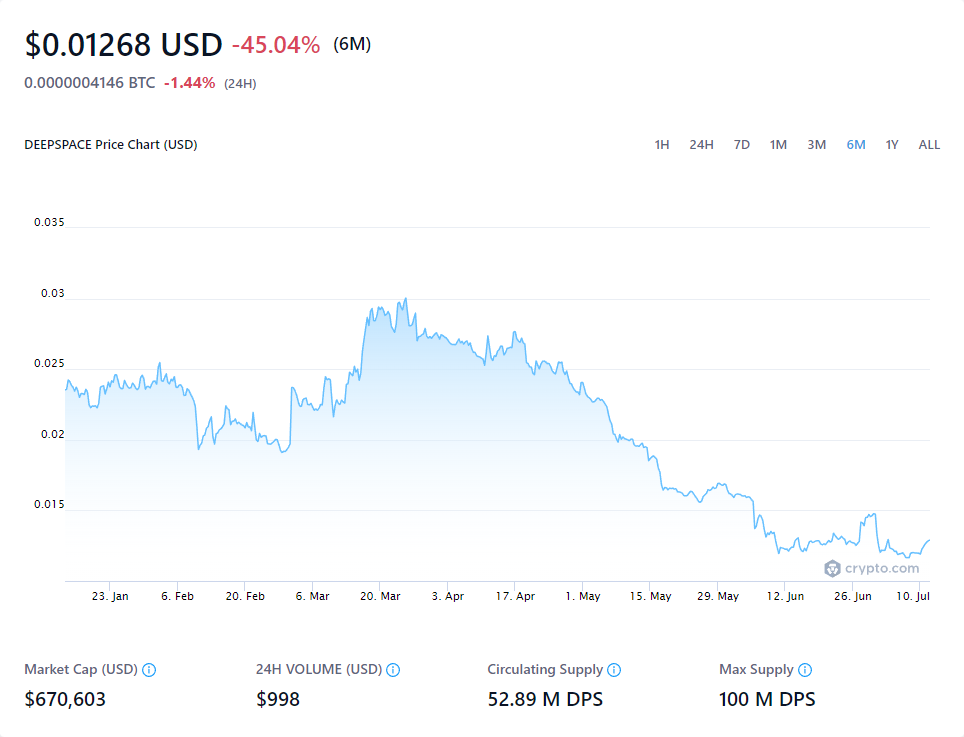 $0.01268 USD -45.04% (6M)
0.0000004146 BTC -1.44% (24H)
DEEPSPACE Price Chart (USD) 1H 24H 7D 1M 3M 6M 1Y ALL
0.035
0.03
0.025
0.02
0.015
crypto.com
23. Jan 6. Feb 20. Feb 6. Mar 20. Mar 3. Apr 17. Apr 1. May 15. May 29. May 12. Jun 26. Jun 10. Jul
Market Cap (USD) 24H VOLUME (USD) Circulating Supply Max Supply
$670,603 $998 52.89 M DPS 100 M DPS